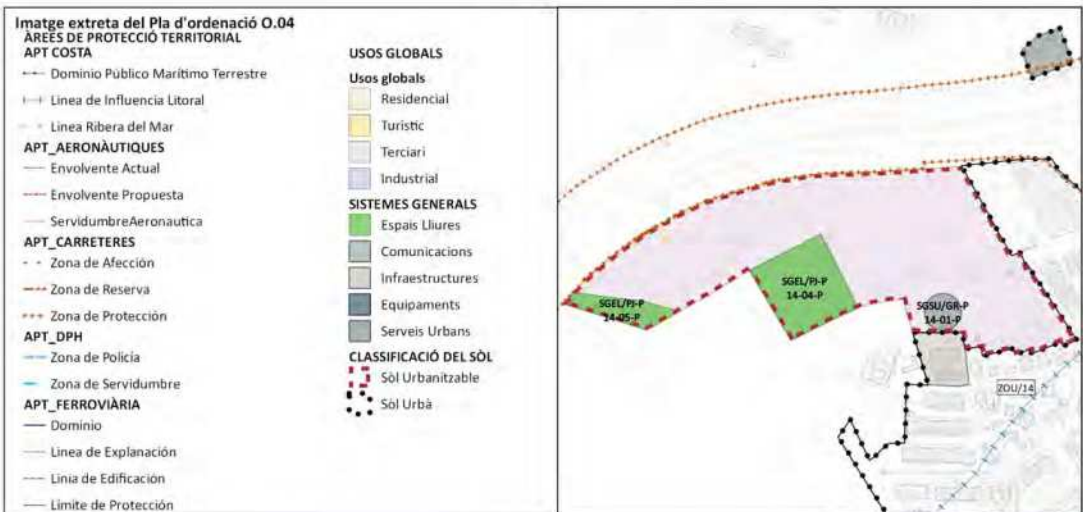 Imatge extreta del Pla d'ordenació O.04
ÀREES DE PROTECCIÓ TERRITORIAL
APT COSTA
Dominio Público Marítimo Terrestre
Linea de Influencia Litoral
Linea Ribera del Mar
APT_AERONÀUTIQUES
Envolvente Actual
Envolvente Propuesta
ServidumbreAeronautica
APT_CARRETERES
Zona de Afección
Zona de Reserva
Zona de Protección
APT_DPH
Zona de Policía
Zona de Servidumbre
APT_FERROVIÀRIA
Dominio
Linea de Explanación
Linia de Edificación
Limite de Protección
USOS GLOBALS
Usos globals
Residencial
Turistic
Terciari
Industrial
SISTEMES GENERALS
Espais Lliures
Comunicacions
Infraestructures
Equipaments
Serveis Urbans
CLASSIFICACIÓ DEL SÒL
Sòl Urbanitzable
Sòl Urbà
SGEL/PJ-P
14-05-P
SGEL/PJ-P
14-04-P
SGSU/GR-P
14-01-P
ZOU/14